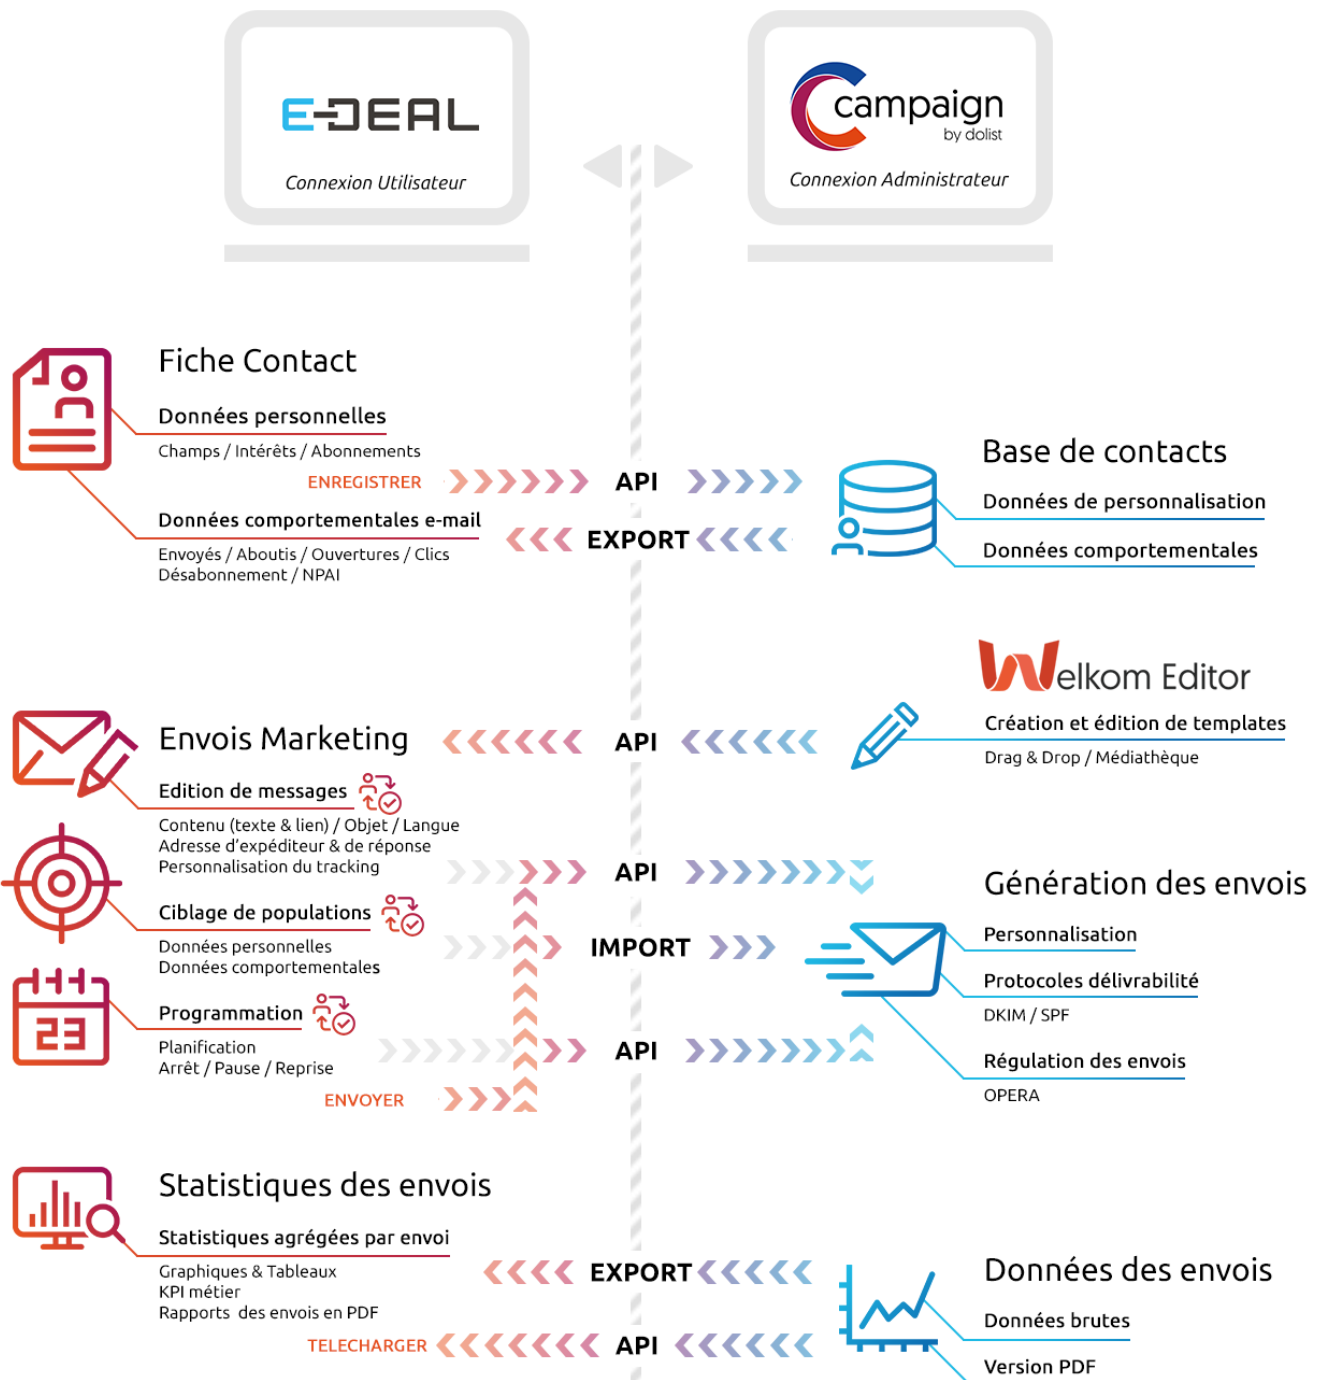 E-DEAL
Connexion Utilisateur
campaign
by dolist
Connexion Administrateur
Fiche Contact
Données personnelles
Champs / Intérêts / Abonnements
ENREGISTRER
API
Données comportementales e-mail
EXPORT
Envoyés / Aboutis / Ouvertures / Clics
Désabonnement / NPAI
Base de contacts
Données de personnalisation
Données comportementales
Welkom Editor
Création et édition de templates
Drag & Drop / Médiathèque
Envois Marketing
API
Edition de messages
Contenu (texte & lien) / Objet / Langue
Adresse d'expéditeur & de réponse
Personnalisation du tracking
API
Ciblage de populations
Données personnelles
Données comportementales
IMPORT
23
Programmation
Planification
Arrêt / Pause / Reprise
API
ENVOYER
Génération des envois
Personnalisation
Protocoles délivrabilité
DKIM / SPF
Régulation des envois
OPERA
Statistiques des envois
Statistiques agrégées par envoi
Graphiques & Tableaux
KPI métier
Rapports des envois en PDF
EXPORT
TELECHARGER
API
Données des envois
Données brutes
Version PDF